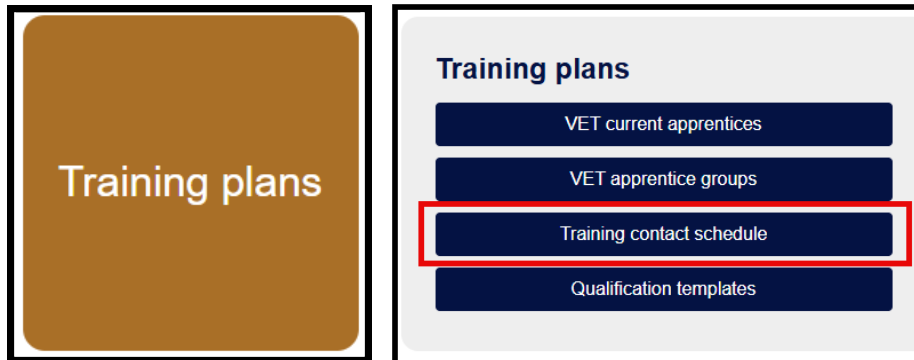 Training plans
Training plans
VET current apprentices
VET apprentice groups
Training contact schedule
Qualification templates